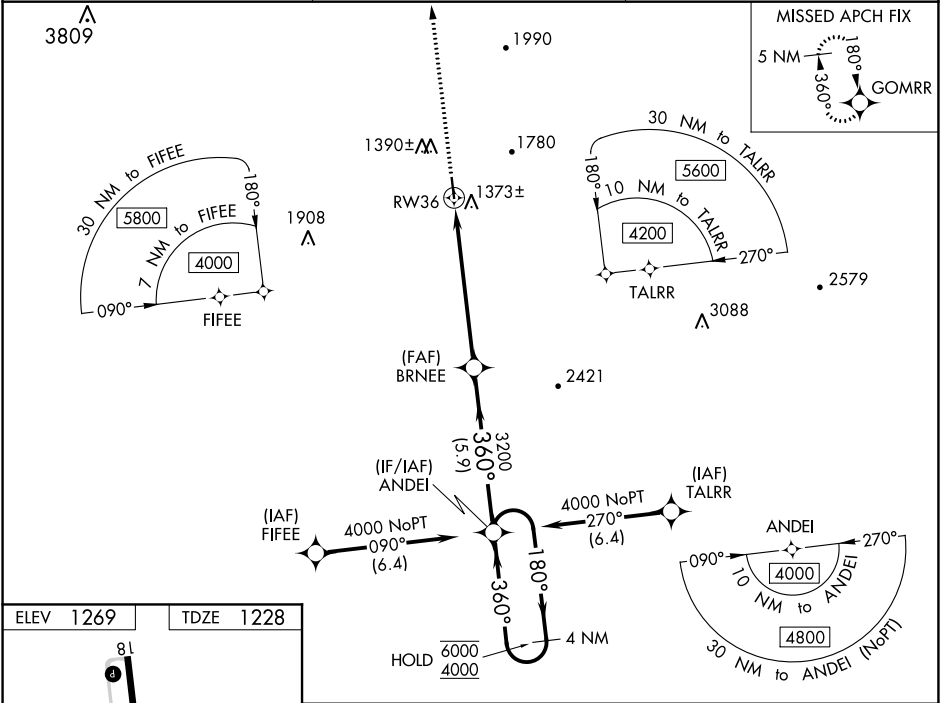 3809
1990
MISSED APCH FIX
5 NM
180°
360°
GOMRR
1390±
1780
RW36
1373±
30 NM to FIFEE
5800
180°
7 NM to FIFEE
4000
090°
FIFEE
1908
30 NM to TALRR
5600
180°
10 NM to TALRR
4200
270°
TALRR
2579
3088
(FAF)
BRNEE
2421
3200
360°
(5.9)
(IF/IAF)
ANDEI
(IAF)
TALRR
4000 NoPT
270°
(6.4)
(IAF)
FIFEE
4000 NoPT
090°
(6.4)
180°
360°
4 NM
HOLD
6000
4000
ANDEI
090°
270°
4000
10 NM to ANDEI
4800
30 NM to ANDEI (NoPT)
ELEV 1269
TDZE 1228
18
P